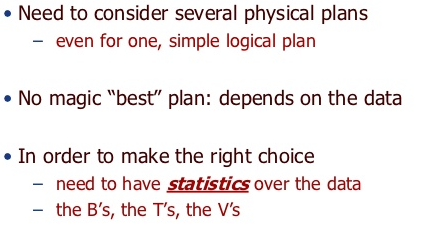 • Need to consider several physical plans
– even for one, simple logical plan
• No magic “best” plan: depends on the data
• In order to make the right choice
– need to have statistics over the data
– the B’s, the T’s, the V’s